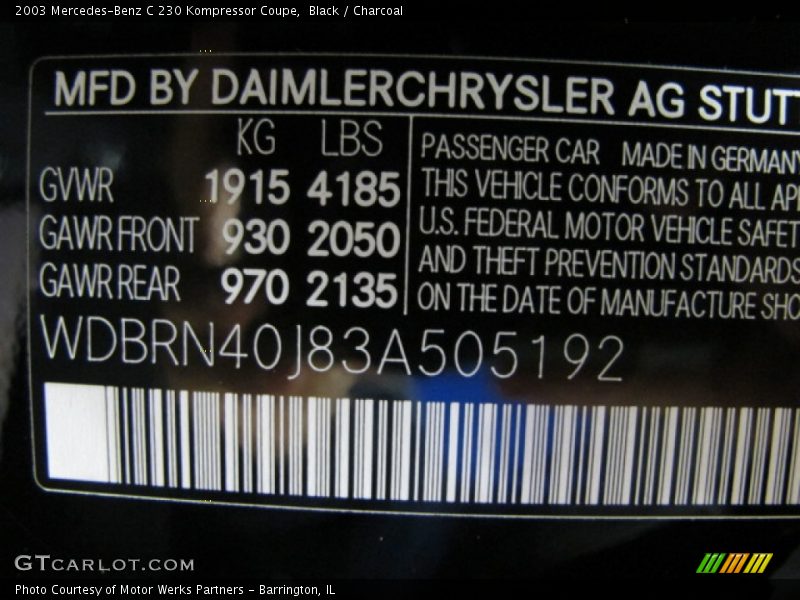 2003 Mercedes-Benz C 230 Kompressor Coupe,  Black / Charcoal
MFD BY DAIMLERCHRYSLER AG STUTT
KG LBS
GVWR 1915 4185
GAWR FRONT 930 2050
GAWR REAR 970 2135
PASSENGER CAR MADE IN GERMANY
THIS VEHICLE CONFORMS TO ALL AP
U.S. FEDERAL MOTOR VEHICLE SAFET
AND THEFT PREVENTION STANDARDS
ON THE DATE OF MANUFACTURE SHO
WDBRN40J83A505192
GTCARLOT.COM
Photo Courtesy of Motor Werks Partners - Barrington, IL